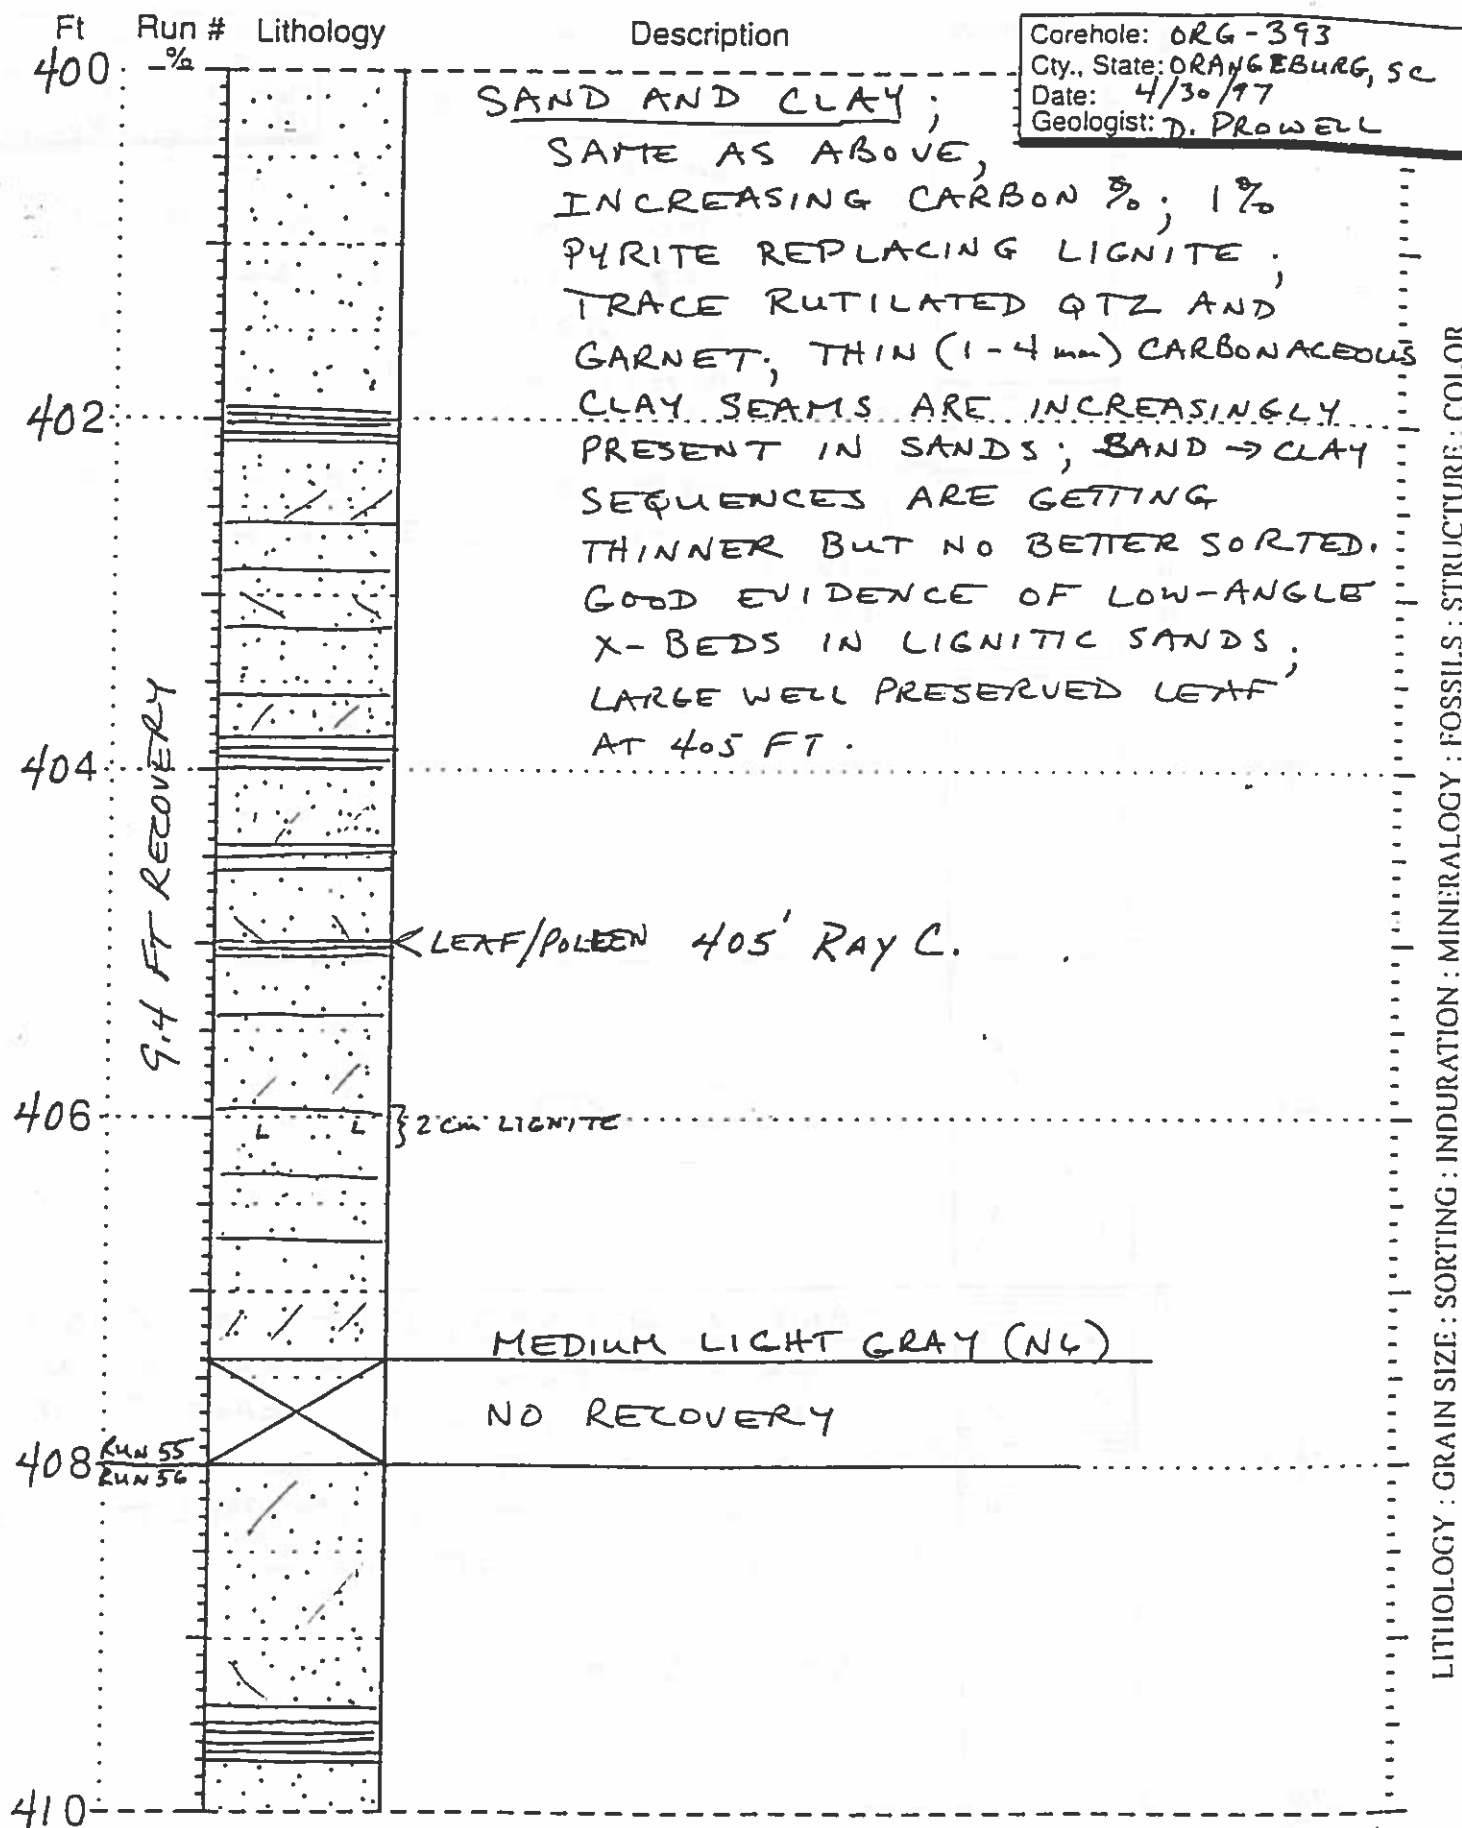 Ft Run # Lithology Description
Corehole: ORG-393
Cty., State: ORANGEBURG, SC
Date: 4/30/97
Geologist: D. PROWELL
-%
400
SAND AND CLAY;
SAME AS ABOVE,
INCREASING CARBON %; 1%
PYRITE REPLACING LIGNITE;
TRACE RUTILATED QTZ AND
GARNET; THIN (1-4 mm) CARBONACEOUS
402
CLAY SEAMS ARE INCREASINGLY
PRESENT IN SANDS; SAND → CLAY
SEQUENCES ARE GETTING
THINNER BUT NO BETTER SORTED.
GOOD EVIDENCE OF LOW-ANGLE
X-BEDS IN LIGNITIC SANDS;
LARGE WELL PRESERVED LEAF
AT 405 FT.
404
9.4 FT RECOVERY
<LEAF/POLLEN 405' RAY C.
406
L L } 2 cm LIGNITE
MEDIUM LIGHT GRAY (N6)
NO RECOVERY
RUN 55
408
RUN 56
410
LITHOLOGY : GRAIN SIZE : SORTING : INDURATION : MINERALOGY : FOSSILS : STRUCTURE : COLOR